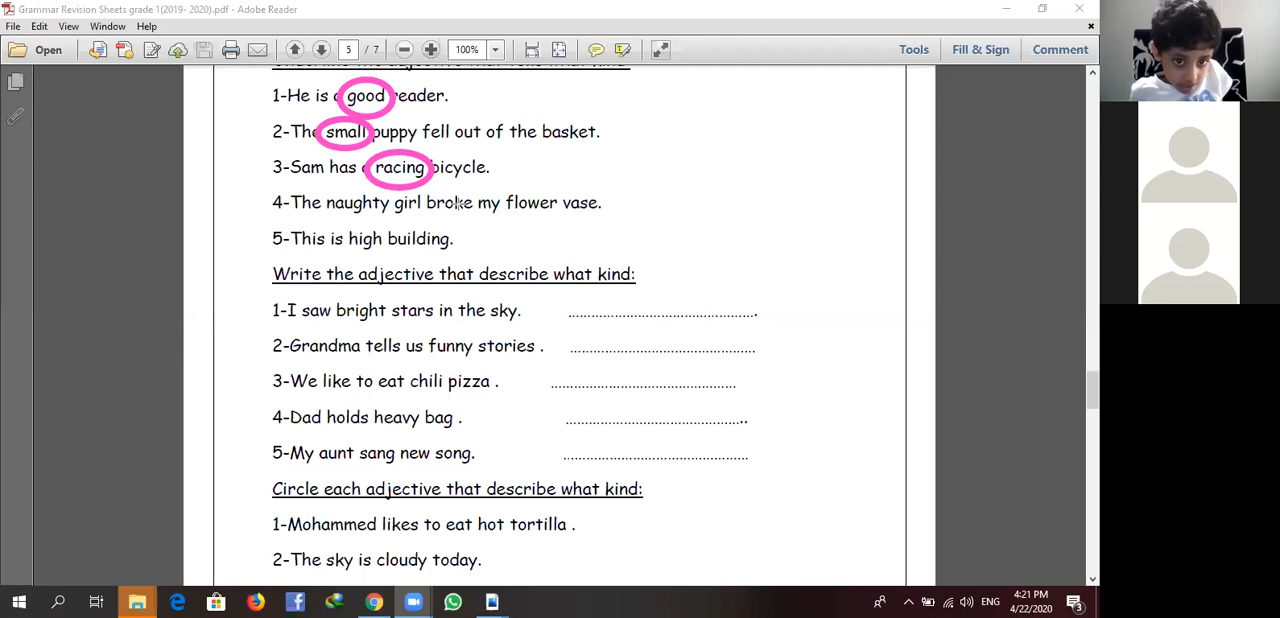 Grammar Revision Sheets grade 1(2019- 2020).pdf - Adobe Reader
File Edit View Window Help
Open 5 / 7 100% Tools Fill & Sign Comment
1-He is a good reader.
2-The small puppy fell out of the basket.
3-Sam has a racing bicycle.
4-The naughty girl broke my flower vase.
5-This is high building.
Write the adjective that describe what kind:
1-I saw bright stars in the sky. ……………………………………………….
2-Grandma tells us funny stories . ………………………………………………
3-We like to eat chili pizza . ………………………………………………
4-Dad holds heavy bag . ……………………………………………..
5-My aunt sang new song. ………………………………………………
Circle each adjective that describe what kind:
1-Mohammed likes to eat hot tortilla .
2-The sky is cloudy today.
ENG 4:21 PM
4/22/2020 3